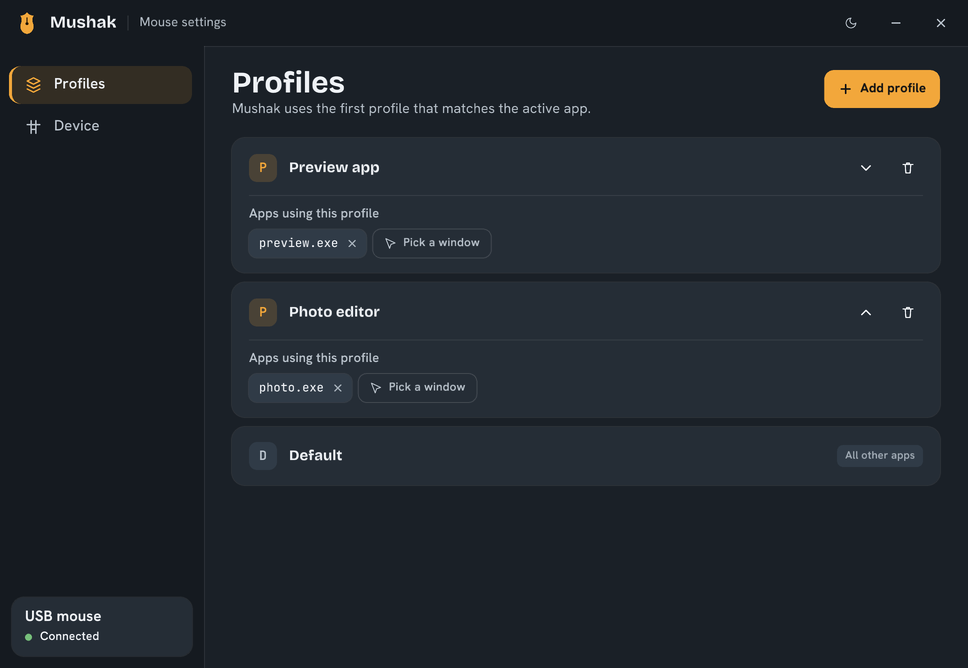 Mushak | Mouse settings
Profiles
Device
Profiles
Mushak uses the first profile that matches the active app.
+ Add profile
P Preview app
Apps using this profile
preview.exe × Pick a window
P Photo editor
Apps using this profile
photo.exe × Pick a window
D Default All other apps
USB mouse
Connected